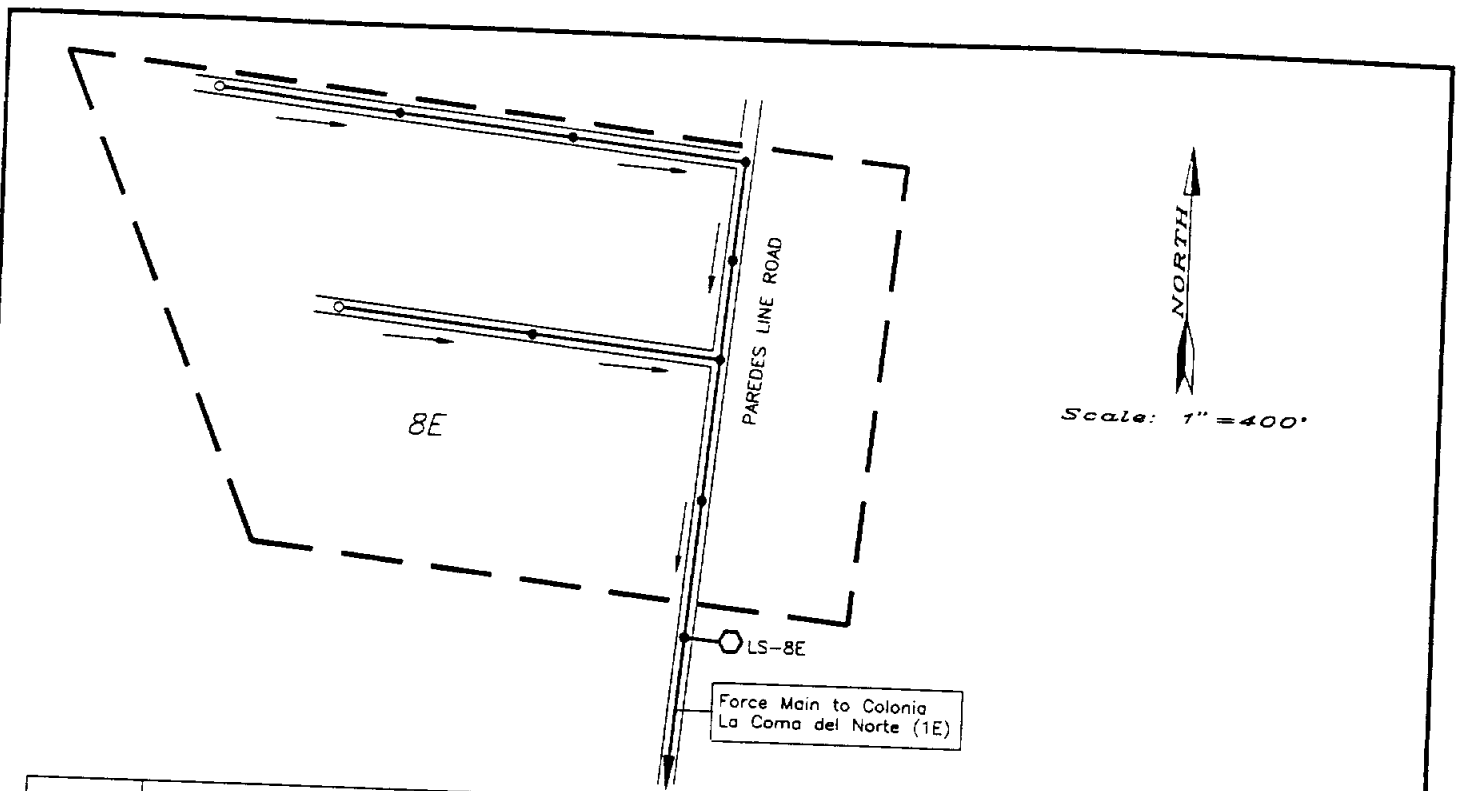 PAREDES LINE ROAD
NORTH
Scale: 1"=400'
8E
LS-8E
Force Main to Colonia
La Coma del Norte (1E)